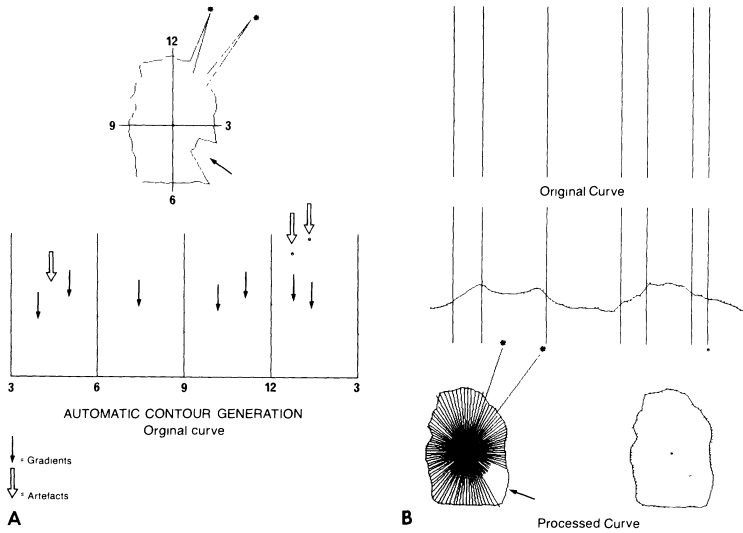 12
9
3
6
3 6 9 12 3
AUTOMATIC CONTOUR GENERATION
Orginal curve
= Gradients
= Artefacts
A
Original Curve
B
Processed Curve